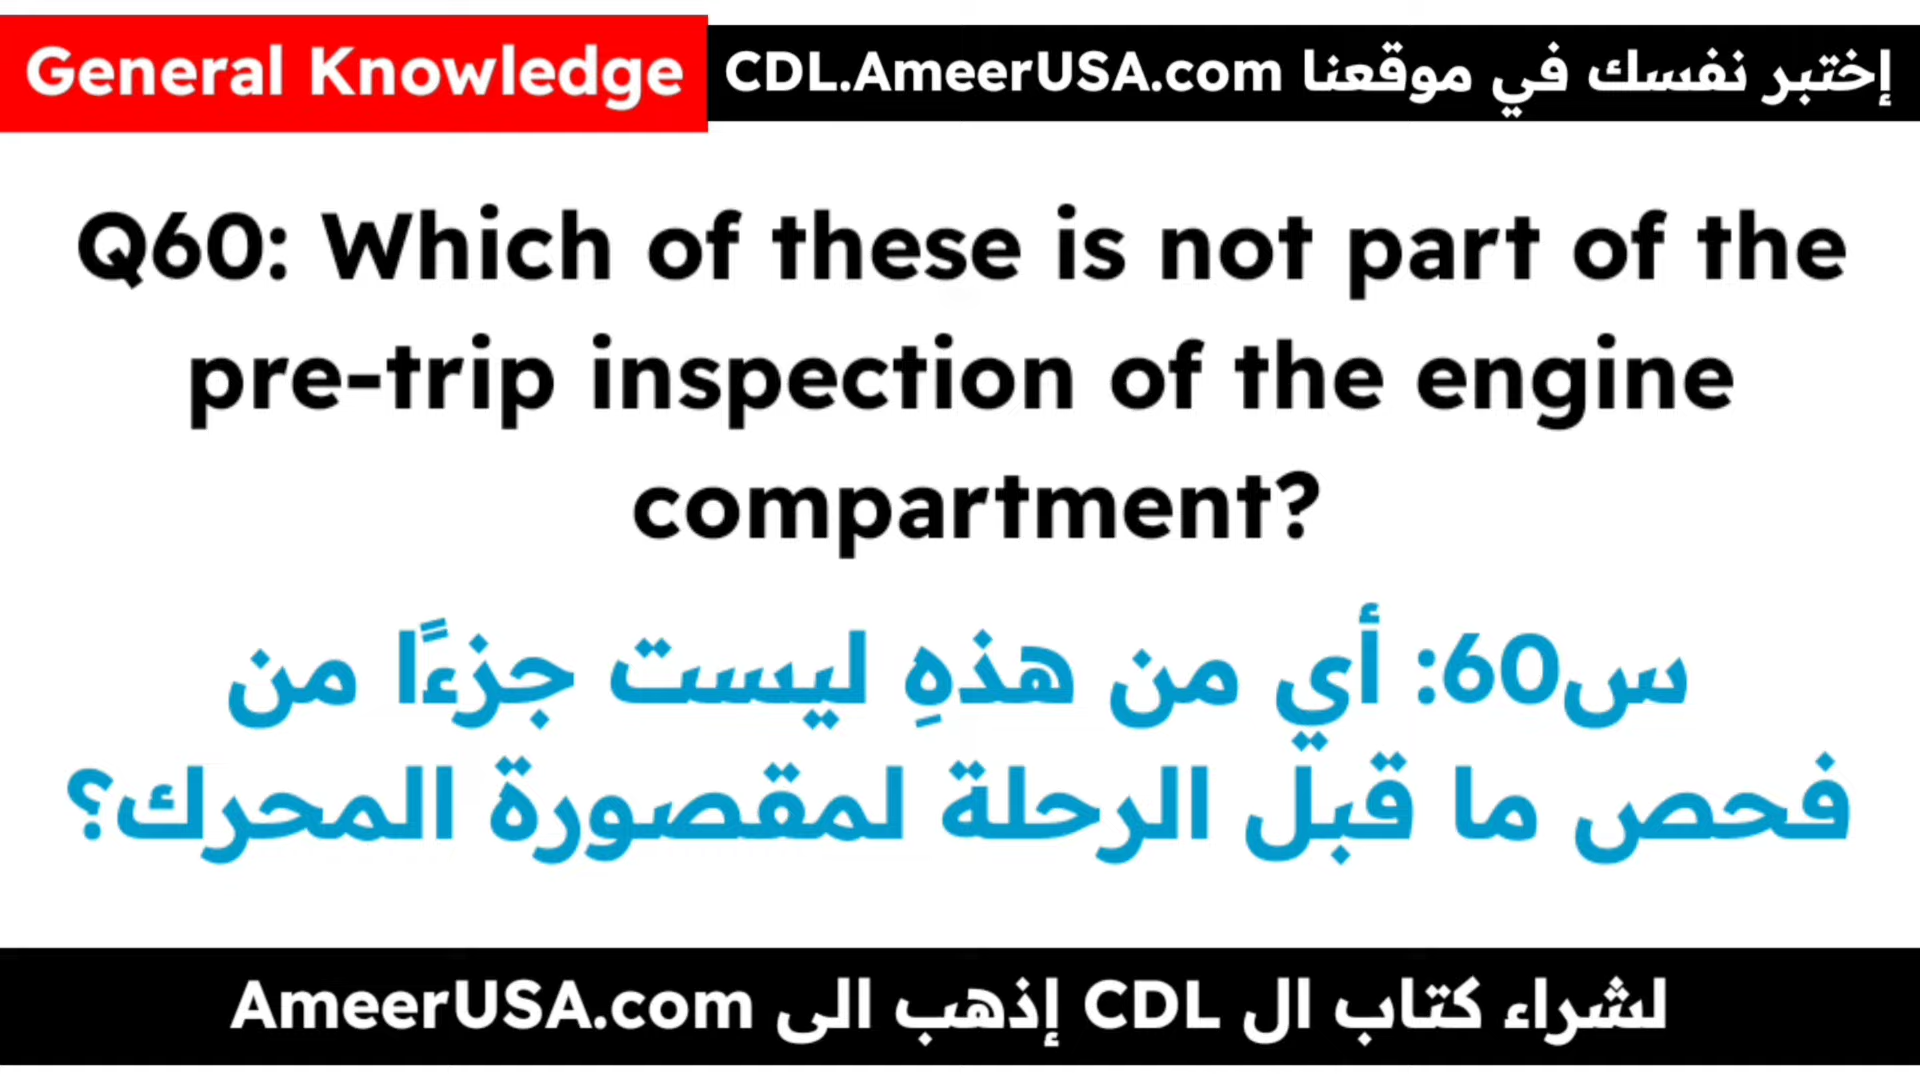 General Knowledge
إختبر نفسك في موقعنا CDL.AmeerUSA.com
Q60: Which of these is not part of the
pre-trip inspection of the engine
compartment?
س60: أي من هذهِ ليست جزءًا من
فحص ما قبل الرحلة لمقصورة المحرك؟
لشراء كتاب ال CDL إذهب الى AmeerUSA.com